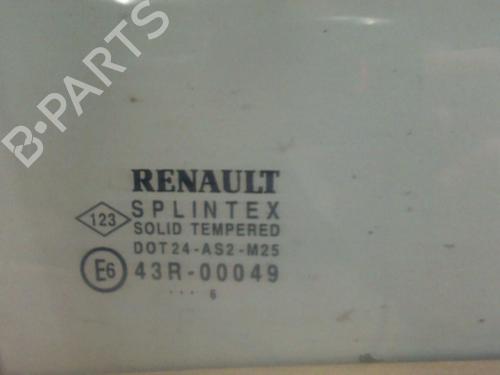 B-PARTS
RENAULT
123 SPLINTEX
SOLID TEMPERED
DOT24-AS2-M25
E6 43R-00049
... 6